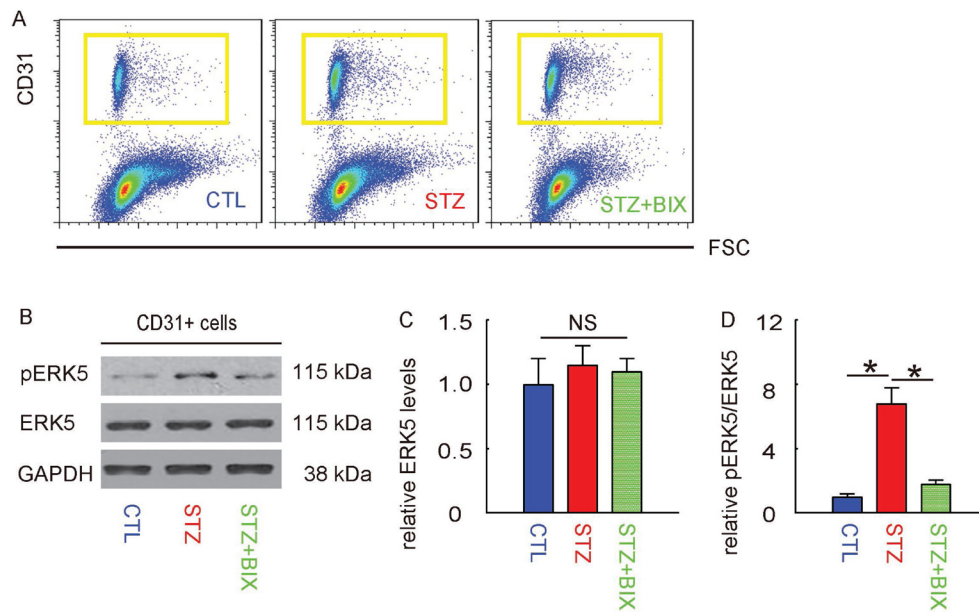 A
CD31
CTL
STZ
STZ+BIX
FSC
B
CD31+ cells
pERK5
115 kDa
ERK5
115 kDa
GAPDH
38 kDa
CTL
STZ
STZ+BIX
C
relative ERK5 levels
1.5
1.0
0.5
0
NS
CTL
STZ
STZ+BIX
D
relative pERK5/ERK5
12
8
4
0
*
*
CTL
STZ
STZ+BIX